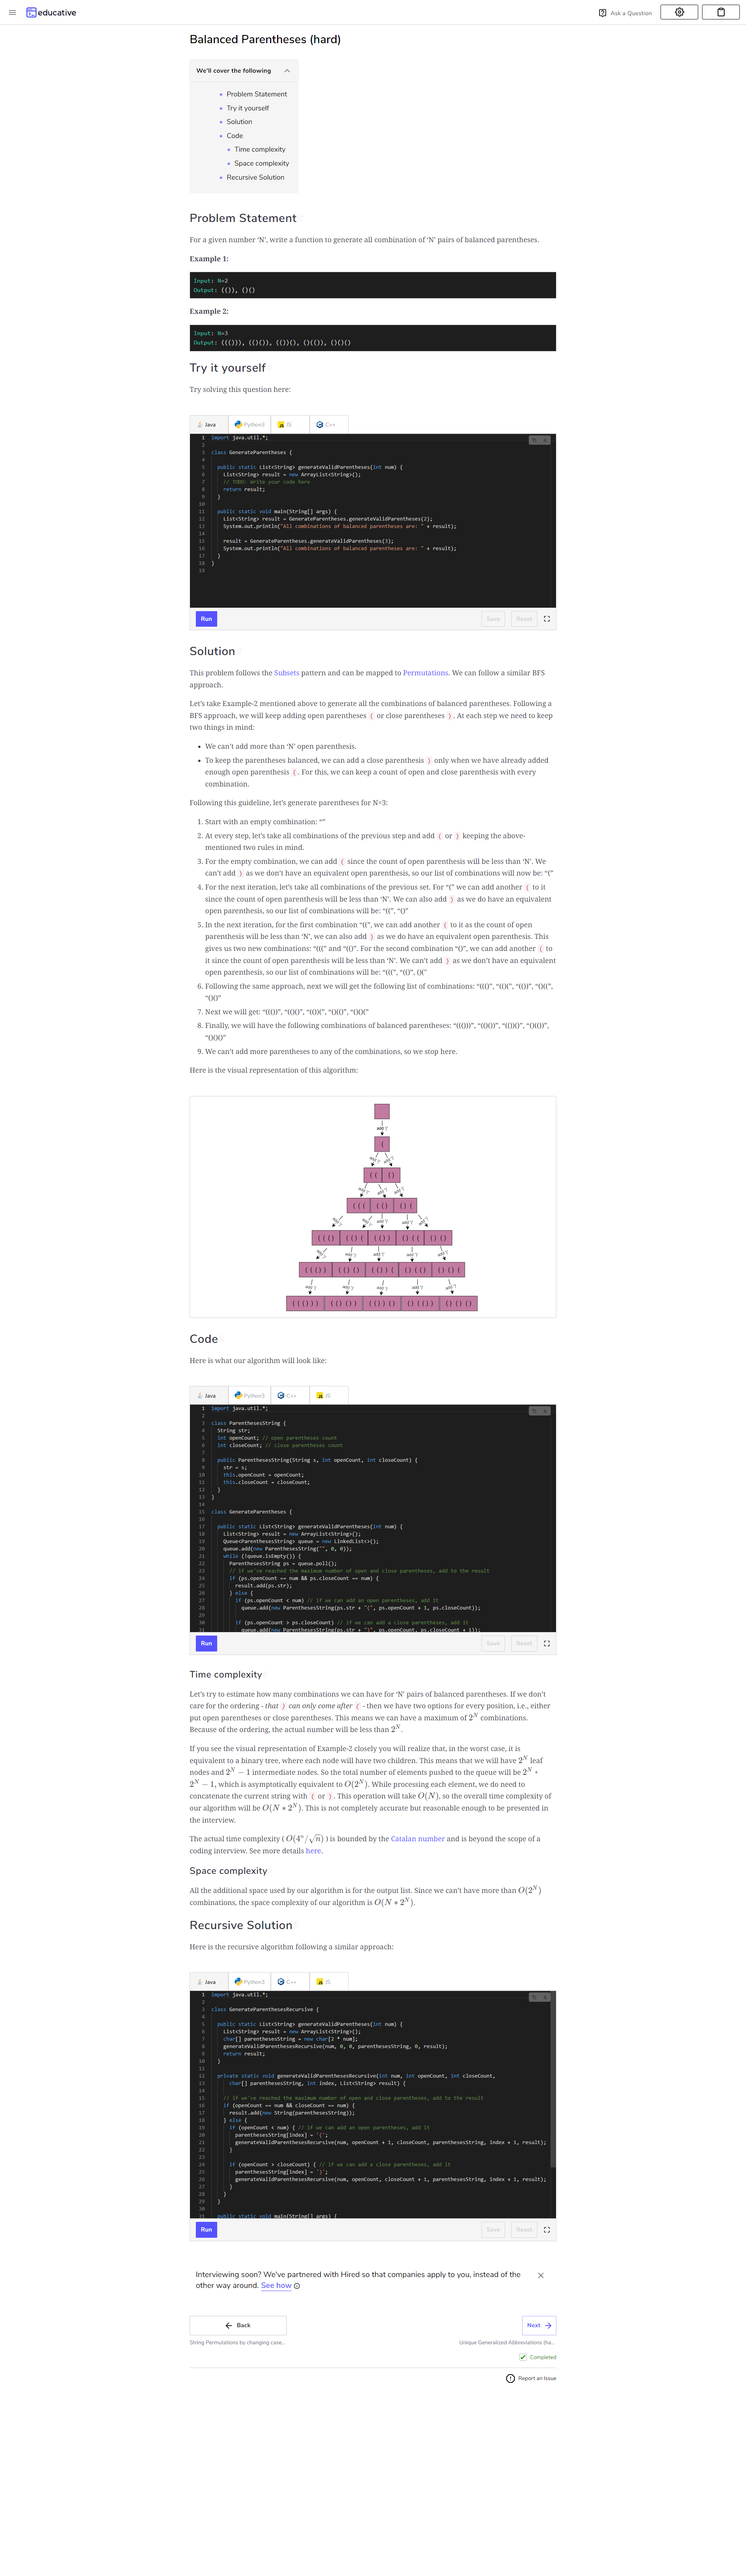 educative
Ask a Question
Balanced Parentheses (hard)
We'll cover the following
Problem Statement
Try it yourself
Solution
Code
Time complexity
Space complexity
Recursive Solution
Problem Statement
For a given number ‘N’, write a function to generate all combination of ‘N’ pairs of balanced parentheses.
Example 1:
Input: N=2
Output: (()), ()()
Example 2:
Input: N=3
Output: ((())), (()()), (())(), ()(()), ()()()
Try it yourself
Try solving this question here:
Java Python3 JS C++
1 import java.util.*;
2
3 class GenerateParentheses {
4
5 public static List<String> generateValidParentheses(int num) {
6 List<String> result = new ArrayList<String>();
7 // TODO: Write your code here
8 return result;
9 }
10
11 public static void main(String[] args) {
12 List<String> result = GenerateParentheses.generateValidParentheses(2);
13 System.out.println("All combinations of balanced parentheses are: " + result);
14
15 result = GenerateParentheses.generateValidParentheses(3);
16 System.out.println("All combinations of balanced parentheses are: " + result);
17 }
18 }
19
Run Save Reset
Solution
This problem follows the Subsets pattern and can be mapped to Permutations. We can follow a similar BFS
approach.
Let’s take Example-2 mentioned above to generate all the combinations of balanced parentheses. Following a
BFS approach, we will keep adding open parentheses ( or close parentheses ). At each step we need to keep
two things in mind:
• We can’t add more than ‘N’ open parenthesis.
• To keep the parentheses balanced, we can add a close parenthesis ) only when we have already added
enough open parenthesis (. For this, we can keep a count of open and close parenthesis with every
combination.
Following this guideline, let’s generate parentheses for N=3:
1. Start with an empty combination: “”
2. At every step, let’s take all combinations of the previous step and add ( or ) keeping the above-
mentioned two rules in mind.
3. For the empty combination, we can add ( since the count of open parenthesis will be less than ‘N’. We
can’t add ) as we don’t have an equivalent open parenthesis, so our list of combinations will now be: “(”
4. For the next iteration, let’s take all combinations of the previous set. For “(” we can add another ( to it
since the count of open parenthesis will be less than ‘N’. We can also add ) as we do have an equivalent
open parenthesis, so our list of combinations will be: “((”, “()”
5. In the next iteration, for the first combination “((”, we can add another ( to it as the count of open
parenthesis will be less than ‘N’, we can also add ) as we do have an equivalent open parenthesis. This
gives us two new combinations: “(((” and “(()”. For the second combination “()”, we can add another ( to
it since the count of open parenthesis will be less than ‘N’. We can’t add ) as we don’t have an equivalent
open parenthesis, so our list of combinations will be: “(((”, “(()”, ()("
6. Following the same approach, next we will get the following list of combinations: “((()”, “(()(”, “(())”, “()((”,
“()()”
7. Next we will get: “((())”, “(()()”, “(())(”, “()(()”, “()()(”
8. Finally, we will have the following combinations of balanced parentheses: “((()))”, “(()())”, “(())()”, “()(())”,
“()()()”
9. We can’t add more parentheses to any of the combinations, so we stop here.
Here is the visual representation of this algorithm:
add '('
(
add '(' add ')'
(( ()
add '(' add ')' add '('
((( (() ()(
add ')' add '(' add ')' add '(' add ')'
((() (()( (()) ()(( ()()
add ')' add ')' add '(' add ')' add '('
((()) (()() (())( ()(() ()()(
add ')' add ')' add ')' add ')' add ')'
((())) (()()) (())() ()(()) ()()()
Code
Here is what our algorithm will look like:
Java Python3 C++ JS
1 import java.util.*;
2
3 class ParenthesesString {
4 String str;
5 int openCount; // open parentheses count
6 int closeCount; // close parentheses count
7
8 public ParenthesesString(String s, int openCount, int closeCount) {
9 str = s;
10 this.openCount = openCount;
11 this.closeCount = closeCount;
12 }
13 }
14
15 class GenerateParentheses {
16
17 public static List<String> generateValidParentheses(int num) {
18 List<String> result = new ArrayList<String>();
19 Queue<ParenthesesString> queue = new LinkedList<>();
20 queue.add(new ParenthesesString("", 0, 0));
21 while (!queue.isEmpty()) {
22 ParenthesesString ps = queue.poll();
23 // if we've reached the maximum number of open and close parentheses, add to the result
24 if (ps.openCount == num && ps.closeCount == num) {
25 result.add(ps.str);
26 } else {
27 if (ps.openCount < num) // if we can add an open parentheses, add it
28 queue.add(new ParenthesesString(ps.str + "(", ps.openCount + 1, ps.closeCount));
29
30 if (ps.openCount > ps.closeCount) // if we can add a close parentheses, add it
31 queue.add(new ParenthesesString(ps.str + ")", ps.openCount, ps.closeCount + 1));
Run Save Reset
Time complexity
Let’s try to estimate how many combinations we can have for ‘N’ pairs of balanced parentheses. If we don’t
care for the ordering - that ) can only come after ( - then we have two options for every position, i.e., either
put open parentheses or close parentheses. This means we can have a maximum of 2^N combinations.
Because of the ordering, the actual number will be less than 2^N.
If you see the visual representation of Example-2 closely you will realize that, in the worst case, it is
equivalent to a binary tree, where each node will have two children. This means that we will have 2^N leaf
nodes and 2^N − 1 intermediate nodes. So the total number of elements pushed to the queue will be 2^N +
2^N − 1, which is asymptotically equivalent to O(2^N). While processing each element, we do need to
concatenate the current string with ( or ). This operation will take O(N), so the overall time complexity of
our algorithm will be O(N ∗ 2^N). This is not completely accurate but reasonable enough to be presented in
the interview.
The actual time complexity ( O(4^n/√n) ) is bounded by the Catalan number and is beyond the scope of a
coding interview. See more details here.
Space complexity
All the additional space used by our algorithm is for the output list. Since we can’t have more than O(2^N)
combinations, the space complexity of our algorithm is O(N ∗ 2^N).
Recursive Solution
Here is the recursive algorithm following a similar approach:
Java Python3 C++ JS
1 import java.util.*;
2
3 class GenerateParenthesesRecursive {
4
5 public static List<String> generateValidParentheses(int num) {
6 List<String> result = new ArrayList<String>();
7 char[] parenthesesString = new char[2 * num];
8 generateValidParenthesesRecursive(num, 0, 0, parenthesesString, 0, result);
9 return result;
10 }
11
12 private static void generateValidParenthesesRecursive(int num, int openCount, int closeCount,
13 char[] parenthesesString, int index, List<String> result) {
14
15 // if we've reached the maximum number of open and close parentheses, add to the result
16 if (openCount == num && closeCount == num) {
17 result.add(new String(parenthesesString));
18 } else {
19 if (openCount < num) { // if we can add an open parentheses, add it
20 parenthesesString[index] = '(';
21 generateValidParenthesesRecursive(num, openCount + 1, closeCount, parenthesesString, index + 1, result);
22 }
23
24 if (openCount > closeCount) { // if we can add a close parentheses, add it
25 parenthesesString[index] = ')';
26 generateValidParenthesesRecursive(num, openCount, closeCount + 1, parenthesesString, index + 1, result);
27 }
28 }
29 }
30
31 public static void main(String[] args) {
Run Save Reset
Interviewing soon? We've partnered with Hired so that companies apply to you, instead of the
other way around. See how
Back Next
String Permutations by changing case... Unique Generalized Abbreviations (ha...
Completed
Report an Issue